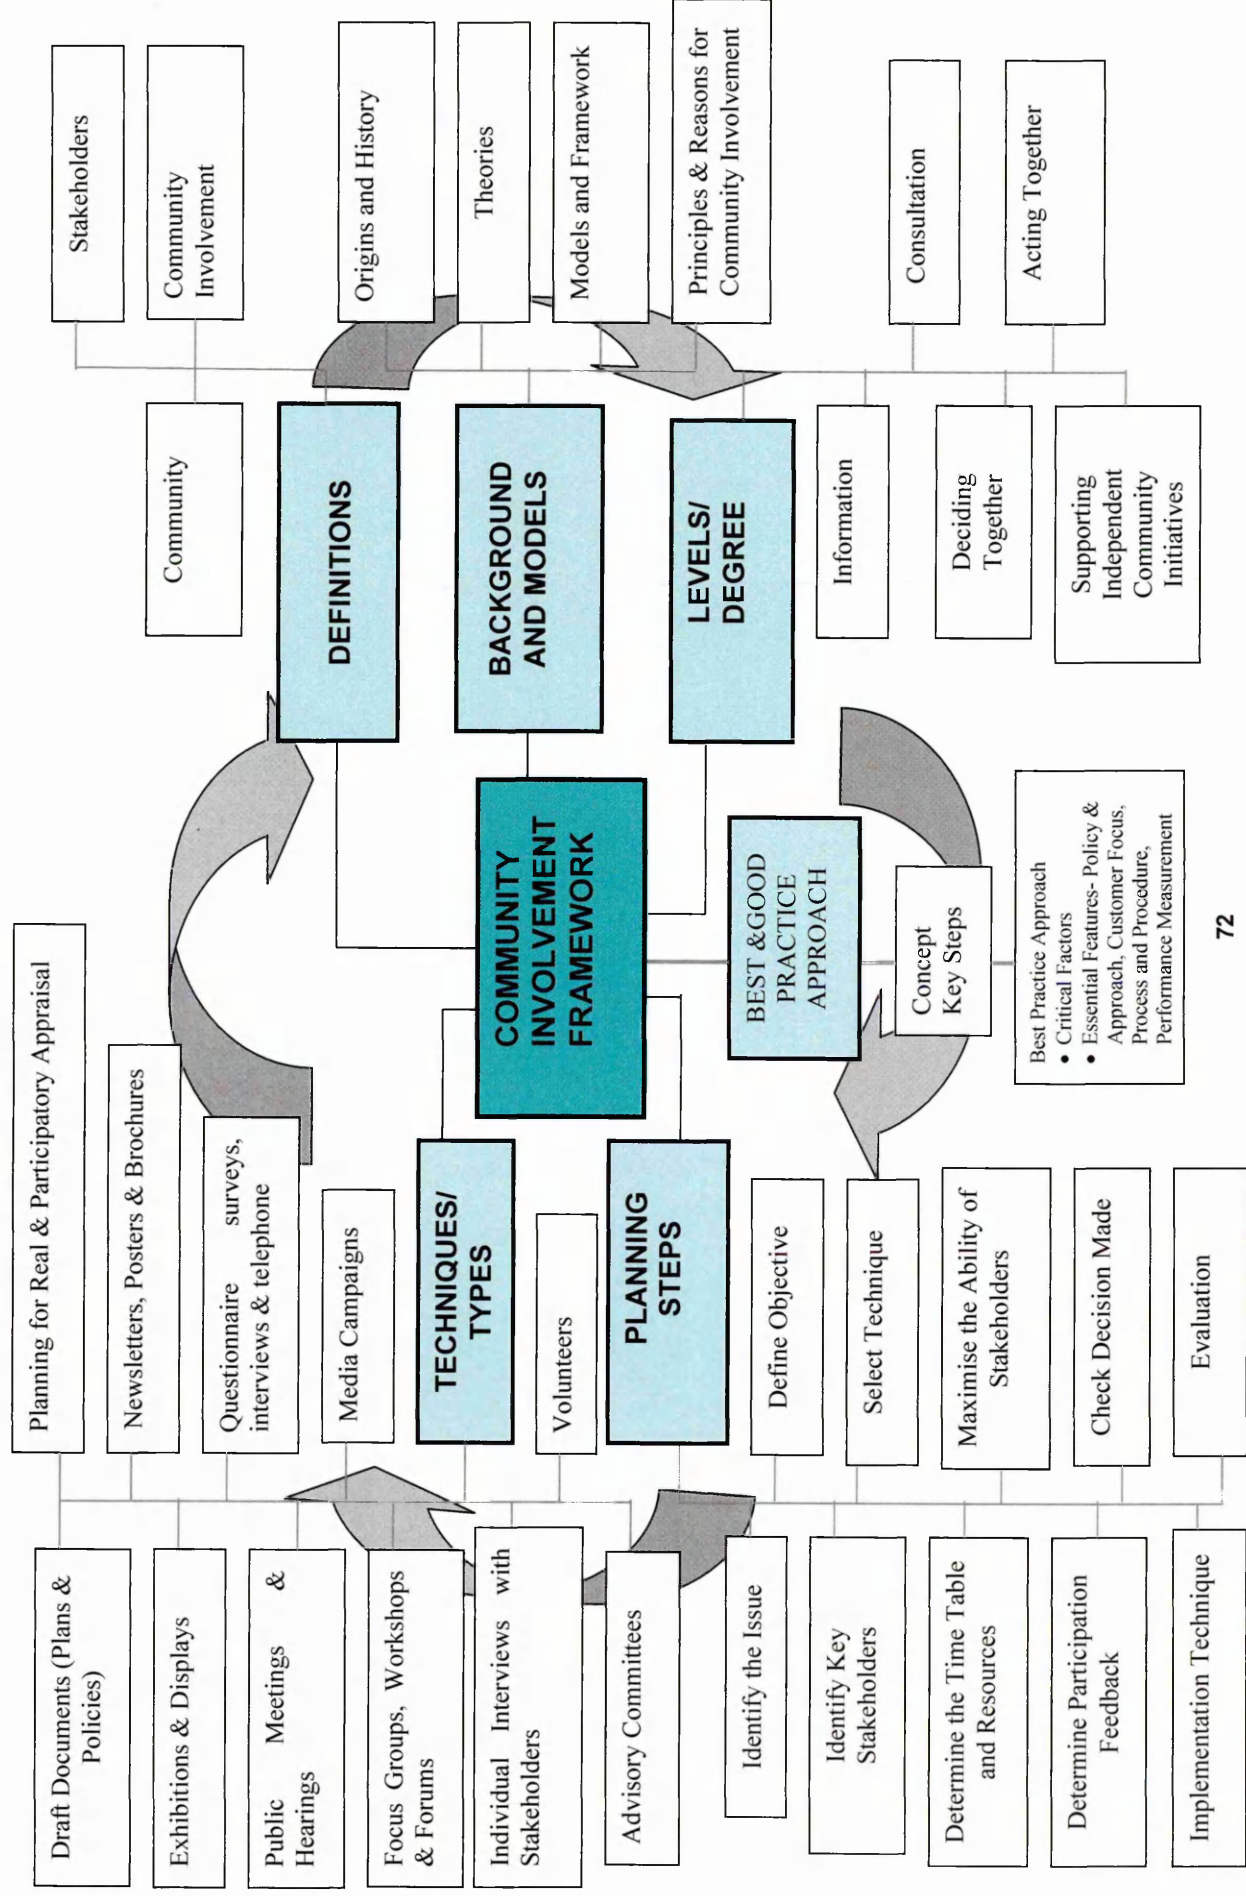 Draft Documents (Plans &
Policies)
Exhibitions & Displays
Public Meetings &
Hearings
Focus Groups, Workshops
& Forums
Individual Interviews with
Stakeholders
Advisory Committees
Planning for Real & Participatory Appraisal
Newsletters, Posters & Brochures
Questionnaire surveys,
interviews & telephone
Media Campaigns
TECHNIQUES/
TYPES
Volunteers
PLANNING
STEPS
Identify the Issue
Identify Key
Stakeholders
Determine the Time Table
and Resources
Determine Participation
Feedback
Implementation Technique
Define Objective
Select Technique
Maximise the Ability of
Stakeholders
Check Decision Made
Evaluation
COMMUNITY
INVOLVEMENT
FRAMEWORK
BEST &GOOD
PRACTICE
APPROACH
Concept
Key Steps
Best Practice Approach
• Critical Factors
• Essential Features- Policy &
Approach, Customer Focus,
Process and Procedure,
Performance Measurement
DEFINITIONS
Community
Stakeholders
Community
Involvement
BACKGROUND
AND MODELS
Origins and History
Theories
Models and Framework
Principles & Reasons for
Community Involvement
LEVELS/
DEGREE
Information
Consultation
Deciding
Together
Acting Together
Supporting
Independent
Community
Initiatives
72